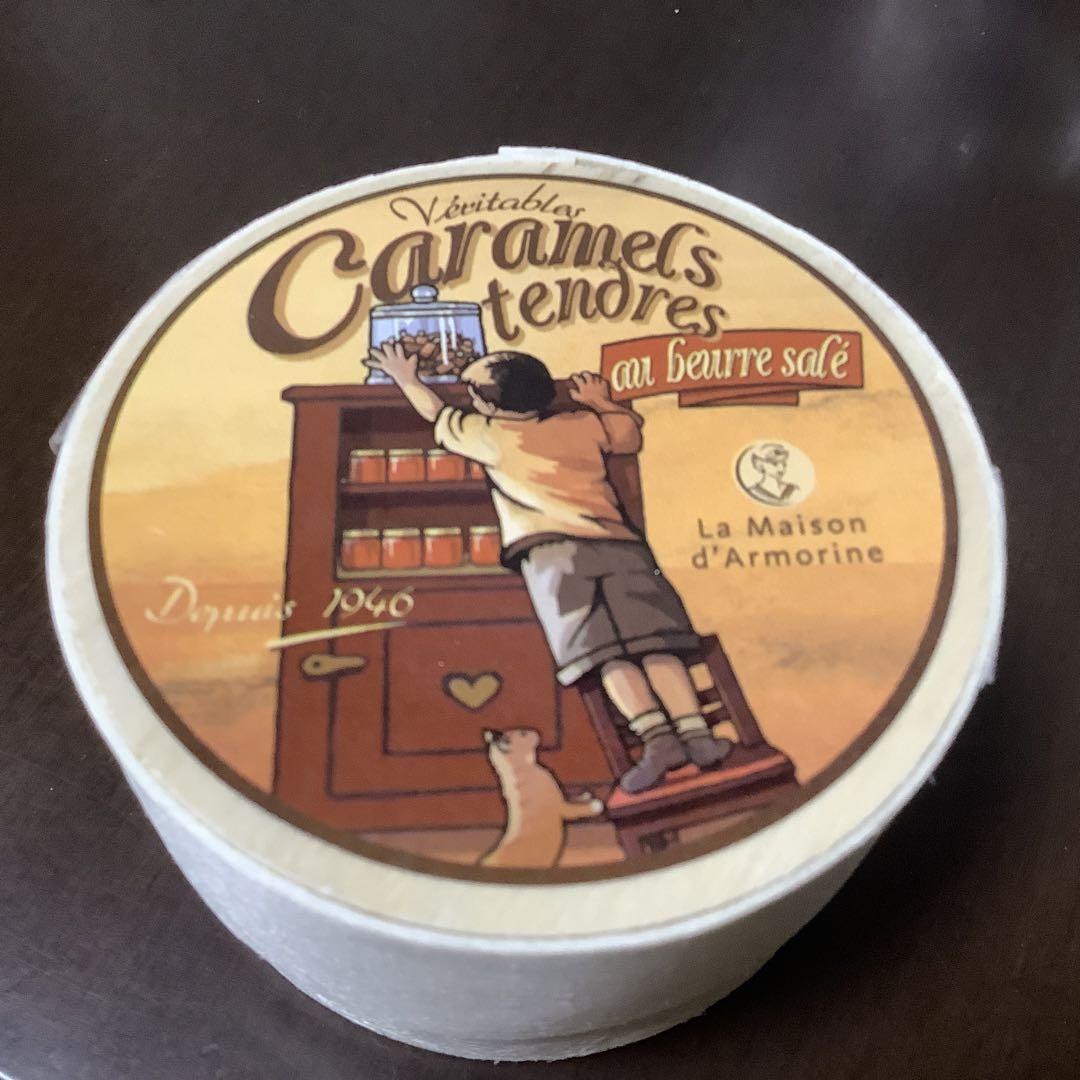 Véritables
Caramels
tendres
au beurre salé
La Maison
d'Armorine
Depuis 1946